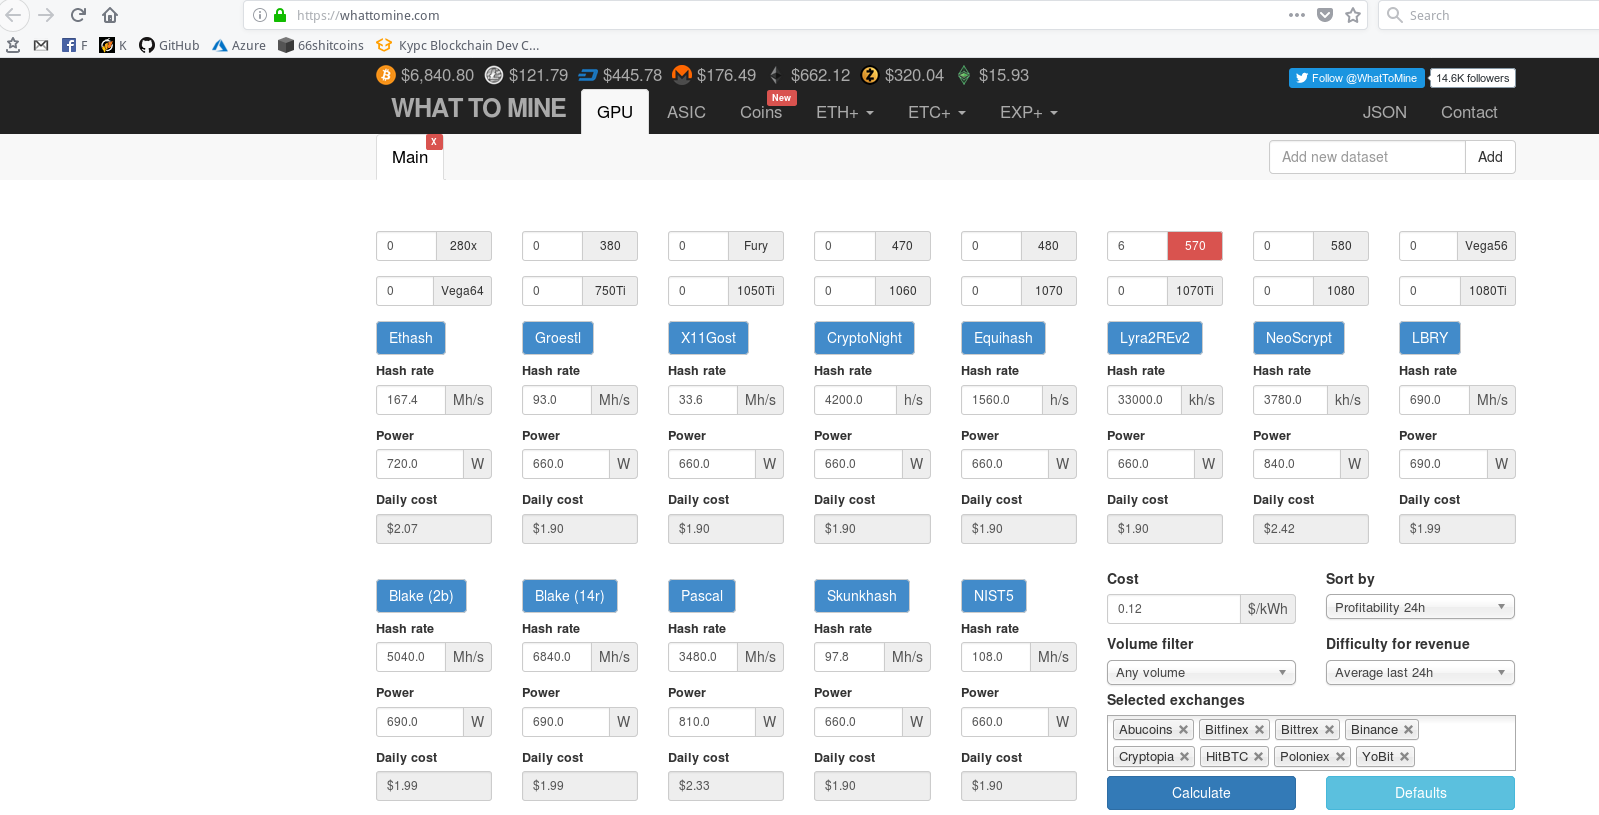 https://whattomine.com
Search
F K GitHub Azure 66shitcoins Курс Blockchain Dev C...
$6,840.80 $121.79 $445.78 $176.49 $662.12 $320.04 $15.93
Follow @WhatToMine 14.6K followers
WHAT TO MINE GPU ASIC Coins New ETH+ ETC+ EXP+ JSON Contact
Main x
Add new dataset Add
0 280x 0 380 0 Fury 0 470 0 480 6 570 0 580 0 Vega56
0 Vega64 0 750Ti 0 1050Ti 0 1060 0 1070 0 1070Ti 0 1080 0 1080Ti
Ethash Groestl X11Gost CryptoNight Equihash Lyra2REv2 NeoScrypt LBRY
Hash rate Hash rate Hash rate Hash rate Hash rate Hash rate Hash rate Hash rate
167.4 Mh/s 93.0 Mh/s 33.6 Mh/s 4200.0 h/s 1560.0 h/s 33000.0 kh/s 3780.0 kh/s 690.0 Mh/s
Power Power Power Power Power Power Power Power
720.0 W 660.0 W 660.0 W 660.0 W 660.0 W 660.0 W 840.0 W 690.0 W
Daily cost Daily cost Daily cost Daily cost Daily cost Daily cost Daily cost Daily cost
$2.07 $1.90 $1.90 $1.90 $1.90 $1.90 $2.42 $1.99
Blake (2b) Blake (14r) Pascal Skunkhash NIST5
Hash rate Hash rate Hash rate Hash rate Hash rate
5040.0 Mh/s 6840.0 Mh/s 3480.0 Mh/s 97.8 Mh/s 108.0 Mh/s
Power Power Power Power Power
690.0 W 690.0 W 810.0 W 660.0 W 660.0 W
Daily cost Daily cost Daily cost Daily cost Daily cost
$1.99 $1.99 $2.33 $1.90 $1.90
Cost Sort by
0.12 $/kWh Profitability 24h
Volume filter Difficulty for revenue
Any volume Average last 24h
Selected exchanges
Abucoins Bitfinex Bittrex Binance
Cryptopia HitBTC Poloniex YoBit
Calculate Defaults